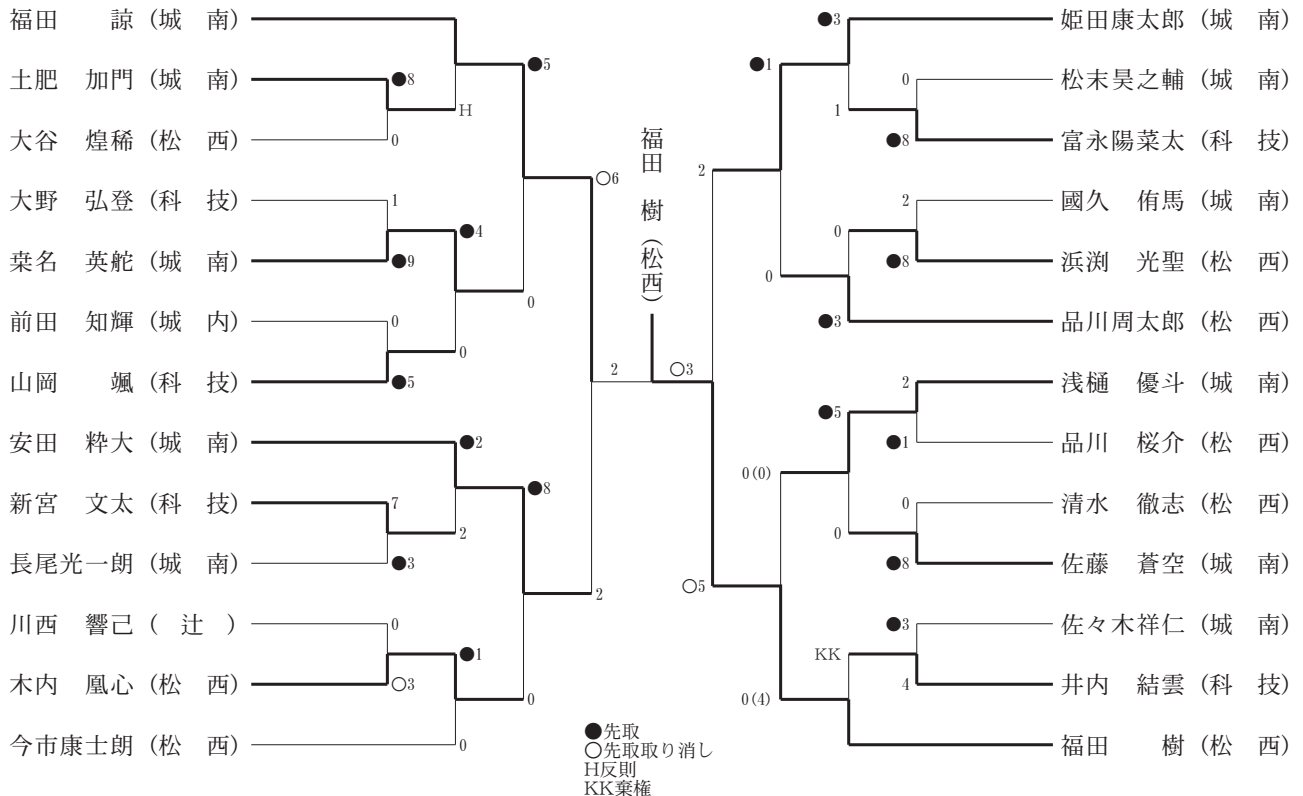 福田　　諒（城　南）
●5
土肥　加門（城　南）
●8
H
大谷　煌稀（松　西）
0
○6
大野　弘登（科　技）
1
●4
桒名　英舵（城　南）
●9
0
前田　知輝（城　内）
0
0
山岡　　颯（科　技）
●5
2
安田　粋大（城　南）
●2
●8
新宮　文太（科　技）
7
2
長尾光一朗（城　南）
●3
2
川西　響己（　辻　）
0
●1
木内　凰心（松　西）
○3
0
今市康士朗（松　西）
0
福田　樹（松西）
○3
●3
姫田康太郎（城　南）
●1
0
松末昊之輔（城　南）
1
●8
富永陽菜太（科　技）
2
2
國久　侑馬（城　南）
0
●8
浜渕　光聖（松　西）
0
●3
品川周太郎（松　西）
2
浅樋　優斗（城　南）
●5
●1
品川　桜介（松　西）
0(0)
0
清水　徹志（松　西）
0
●8
佐藤　蒼空（城　南）
○5
●3
佐々木祥仁（城　南）
KK
4
井内　結雲（科　技）
0(4)
福田　　樹（松　西）
●先取
○先取取り消し
H反則
KK棄権